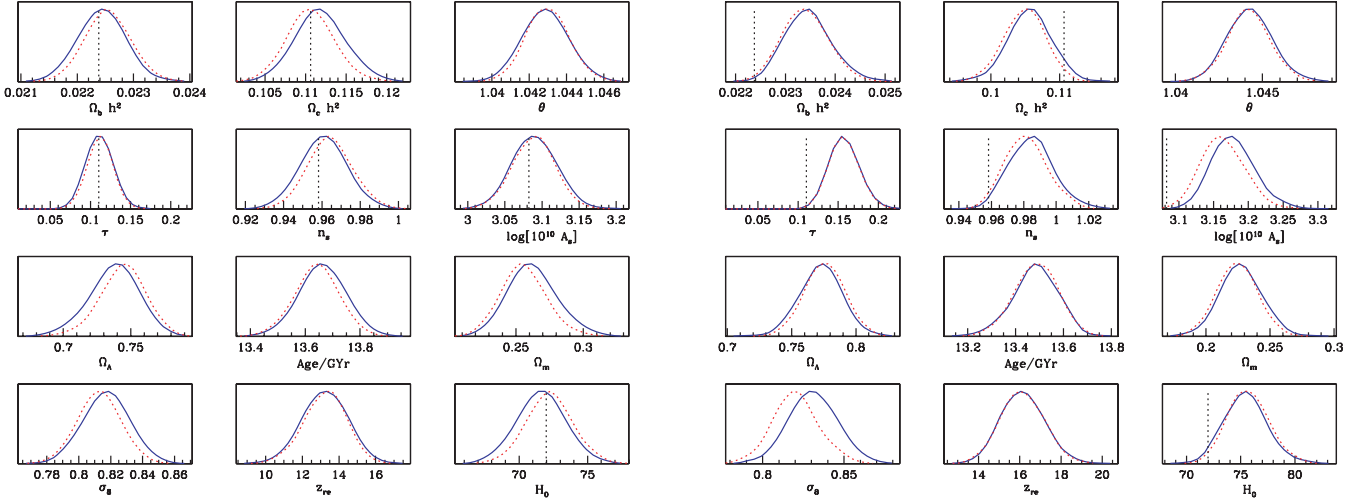 0.021 0.022 0.023 0.024 0.105 0.11 0.115 0.12 1.04 1.042 1.044 1.046 0.022 0.023 0.024 0.025 0.1 0.11 1.04 1.045
Ω_b h² Ω_c h² θ Ω_b h² Ω_c h² θ
0.05 0.1 0.15 0.2 0.92 0.94 0.96 0.98 1 3 3.05 3.1 3.15 3.2 0.05 0.1 0.15 0.2 0.94 0.96 0.98 1 1.02 3.1 3.15 3.2 3.25 3.3
τ n_s log[10¹⁰ A_s] τ n_s log[10¹⁰ A_s]
0.7 0.75 13.4 13.6 13.8 0.2 0.25 0.3 0.7 0.75 0.8 0.85 13.2 13.4 13.6 13.8 0.2 0.25 0.3
Ω_Λ Age/GYr Ω_m Ω_Λ Age/GYr Ω_m
0.78 0.8 0.82 0.84 0.86 10 12 14 16 70 75 0.8 0.85 14 16 18 20 70 75 80
σ_8 z_re H_0 σ_8 z_re H_0